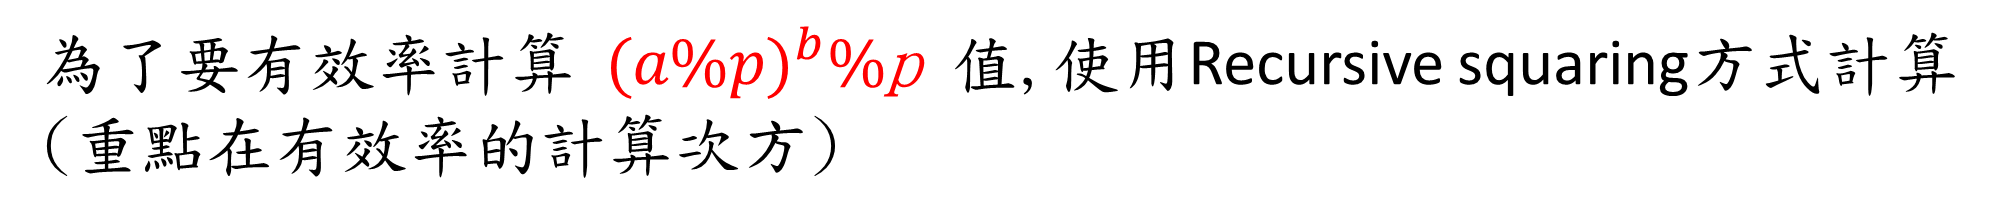 為了要有效率計算 $(a\%p)^b\%p$ 值, 使用Recursive squaring方式計算
(重點在有效率的計算次方)